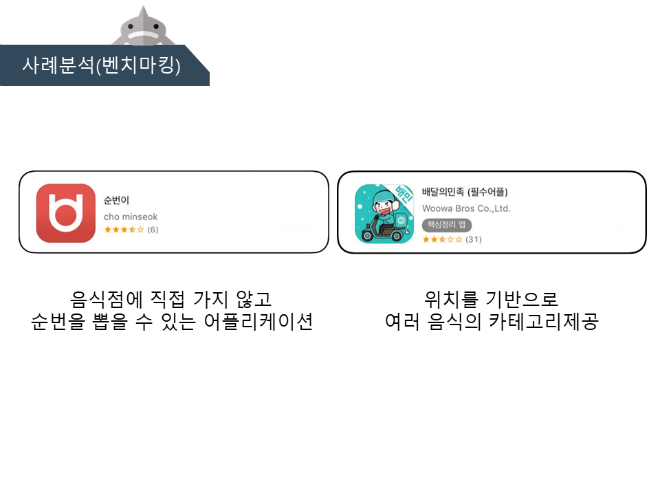 사례분석(벤치마킹)
순번이
cho minseok
(6)
배민
배달의민족 (필수어플)
Woowa Bros Co.,Ltd.
핵심정리 앱
(31)
음식점에 직접 가지 않고
순번을 뽑을 수 있는 어플리케이션
위치를 기반으로
여러 음식의 카테고리제공